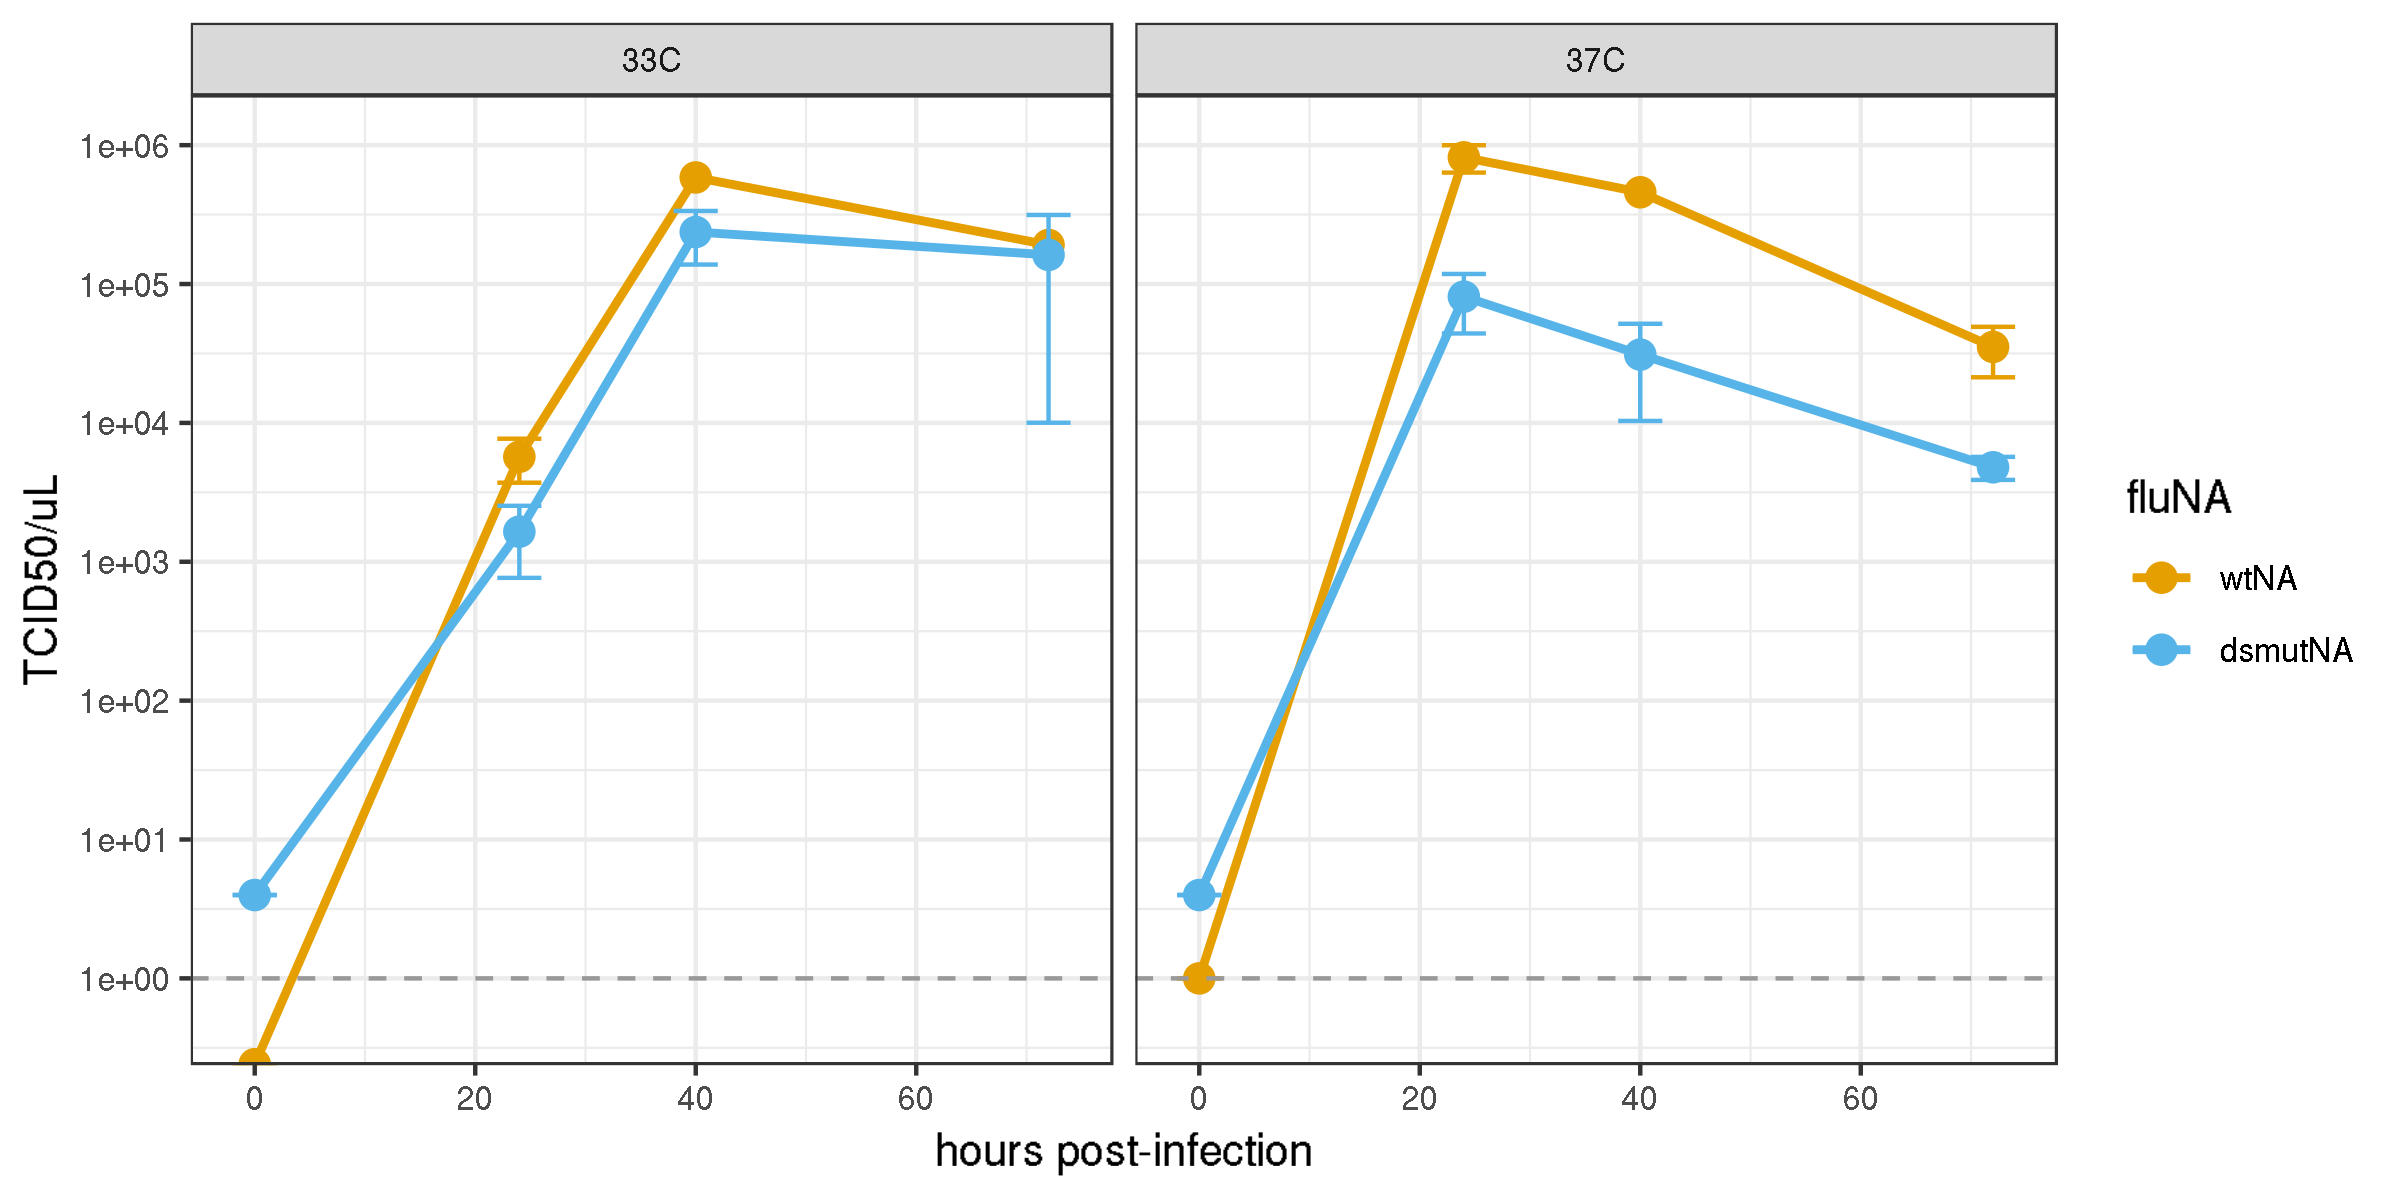 33C
37C
1e+06
1e+05
1e+04
1e+03
1e+02
1e+01
1e+00
TCID50/uL
0
20
40
60
0
20
40
60
hours post-infection
fluNA
wtNA
dsmutNA